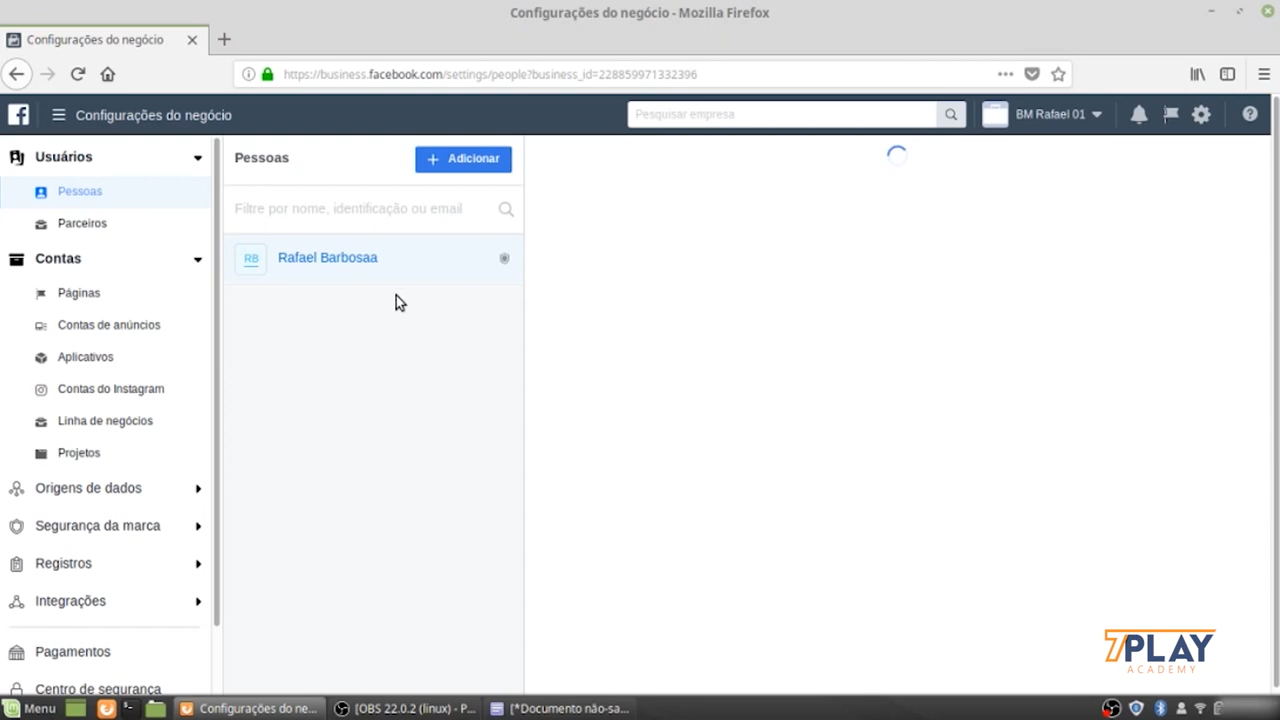 Configurações do negócio - Mozilla Firefox
Configurações do negócio
https://business.facebook.com/settings/people?business_id=228859971332396
Configurações do negócio
Pesquisar empresa
BM Rafael 01
Usuários
Pessoas
Parceiros
Contas
Páginas
Contas de anúncios
Aplicativos
Contas do Instagram
Linha de negócios
Projetos
Origens de dados
Segurança da marca
Registros
Integrações
Pagamentos
Centro de segurança
Pessoas
+ Adicionar
Filtre por nome, identificação ou email
RB Rafael Barbosaa
7PLAY
ACADEMY
Menu
Configurações do ne...
[OBS 22.0.2 (linux) - P...
[*Documento não-sa...